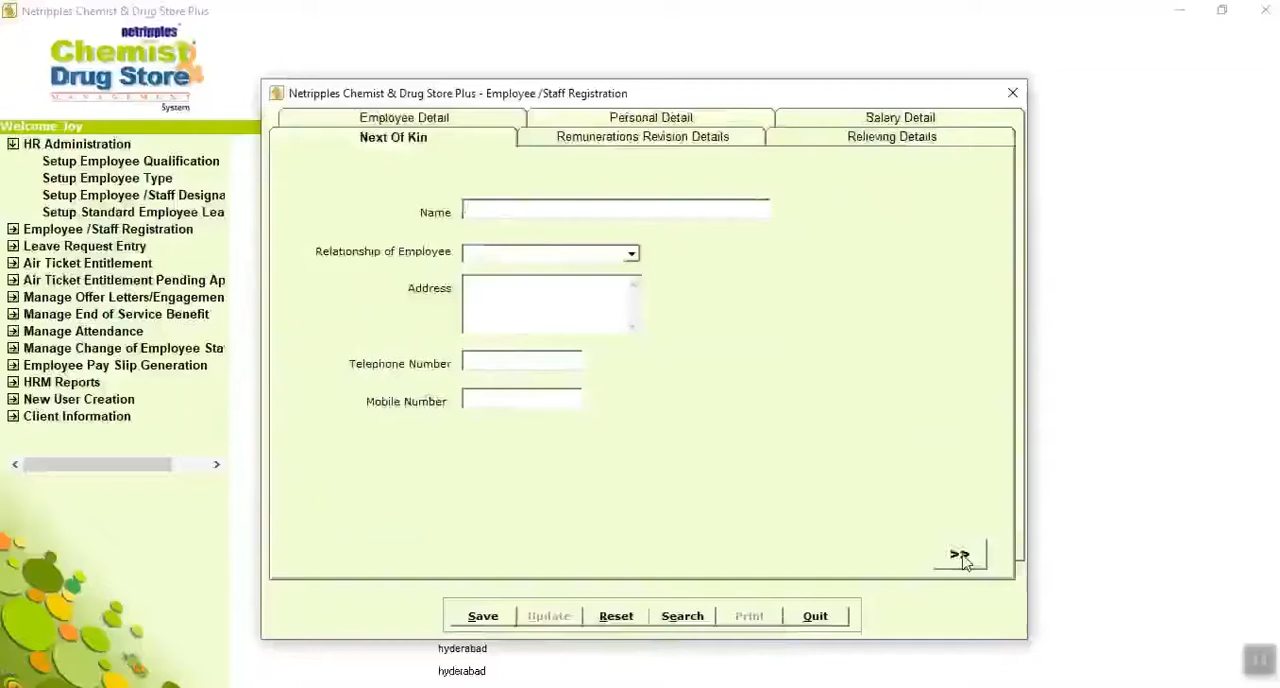 Netripples Chemist & Drug Store Plus
netripples
Chemist &
Drug Store
MANAGEMENT
System
Welcome Joy
HR Administration
Setup Employee Qualification
Setup Employee Type
Setup Employee /Staff Designa
Setup Standard Employee Lea
Employee /Staff Registration
Leave Request Entry
Air Ticket Entitlement
Air Ticket Entitlement Pending Ap
Manage Offer Letters/Engagemen
Manage End of Service Benefit
Manage Attendance
Manage Change of Employee Sta
Employee Pay Slip Generation
HRM Reports
New User Creation
Client Information
Netripples Chemist & Drug Store Plus - Employee /Staff Registration
Employee Detail
Personal Detail
Salary Detail
Next Of Kin
Remunerations Revision Details
Relieving Details
Name
Relationship of Employee
Address
Telephone Number
Mobile Number
>>
Save
Update
Reset
Search
Print
Quit
hyderabad
hyderabad